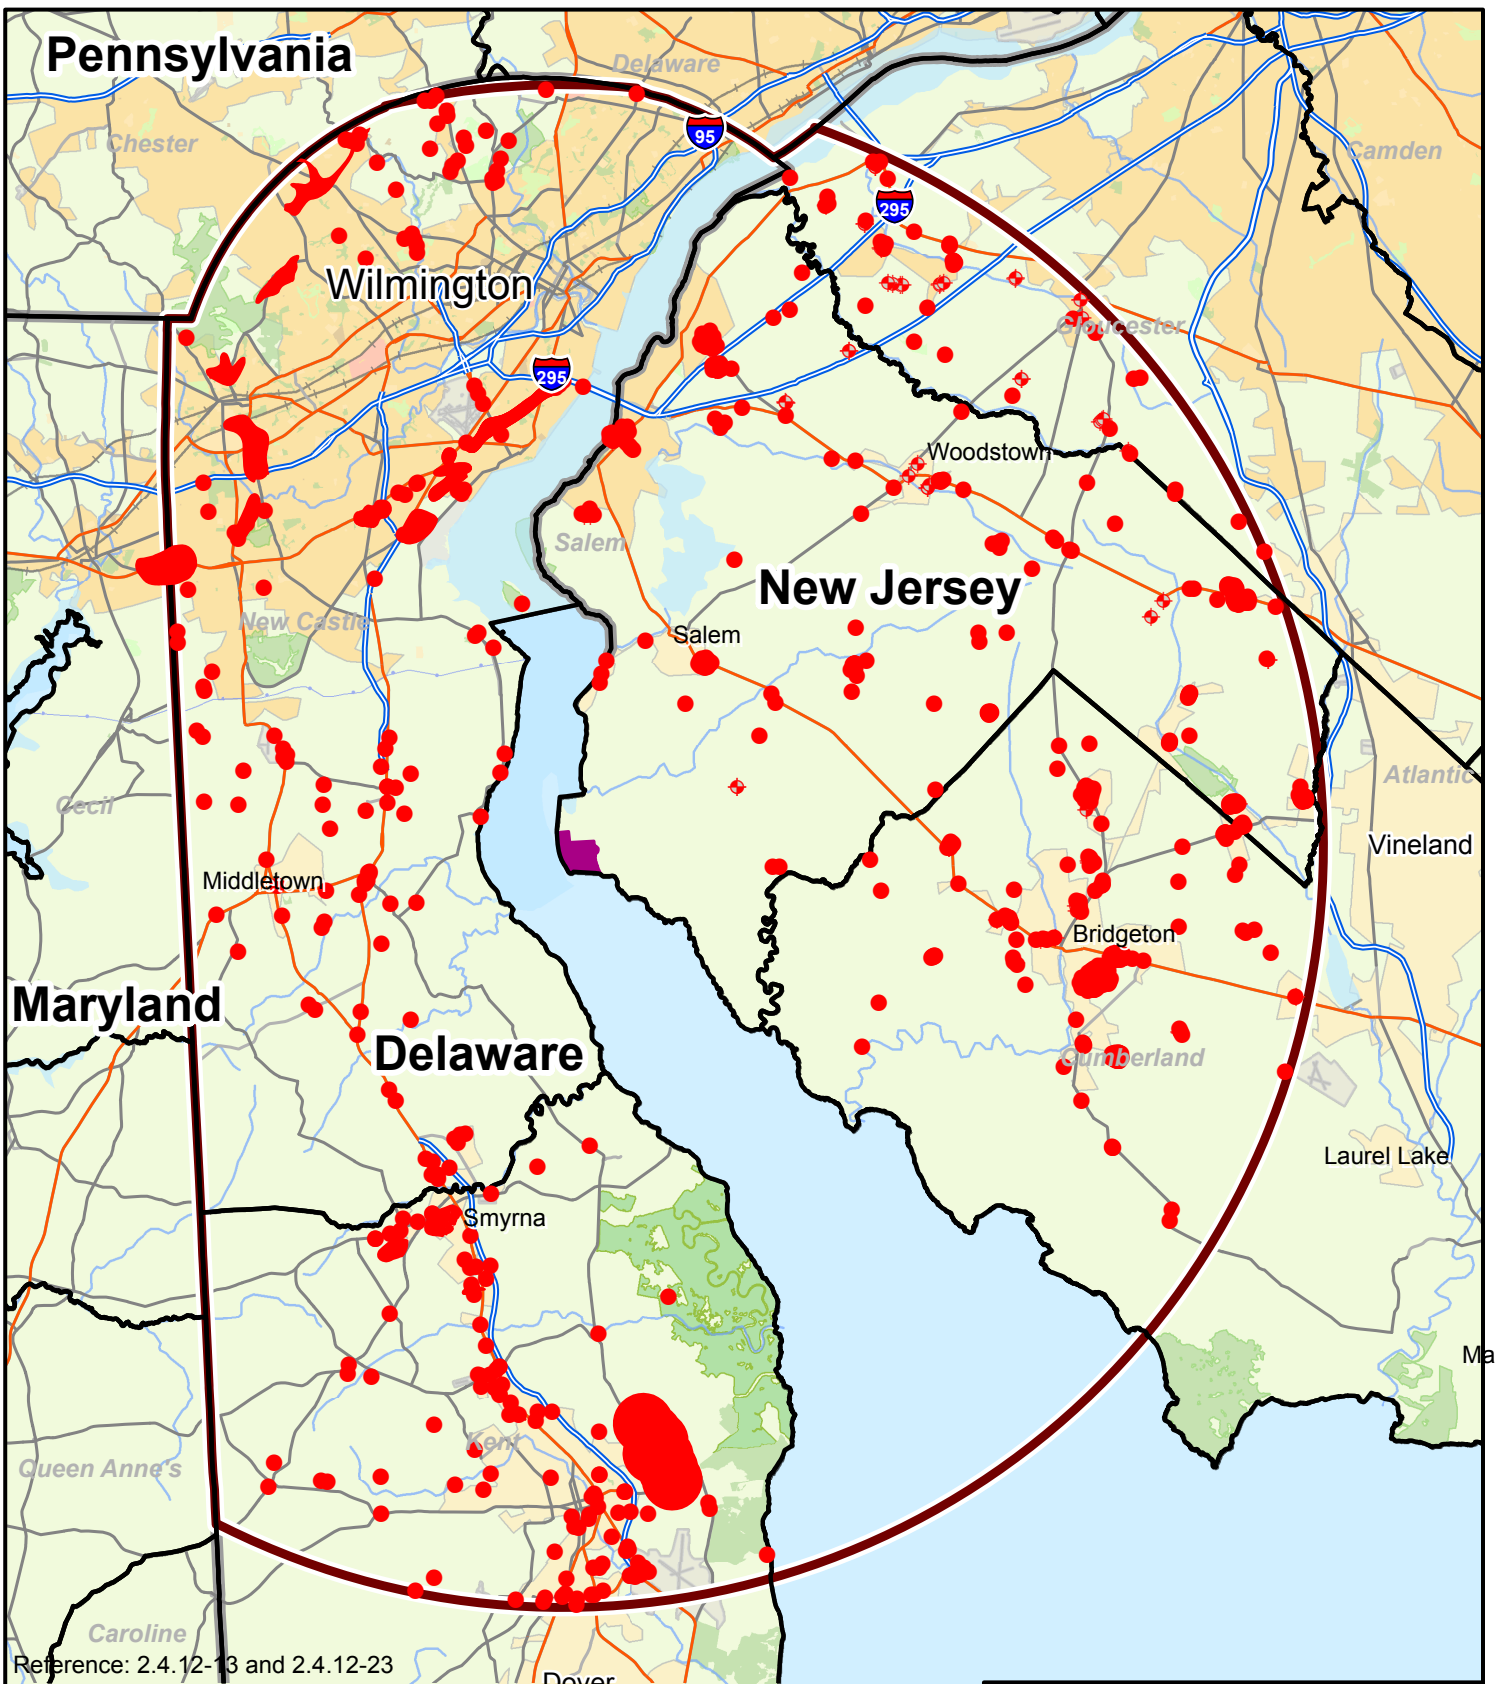 Pennsylvania
Delaware
95
Chester
Camden
295
Wilmington
Gloucester
295
Woodstown
Salem
New Jersey
New Castle
Salem
Cecil
Atlantic
Vineland
Middletown
Bridgeton
Maryland
Delaware
Cumberland
Laurel Lake
Smyrna
Ma
Kent
Queen Anne's
Caroline
Reference: 2.4.12-13 and 2.4.12-23
Dover